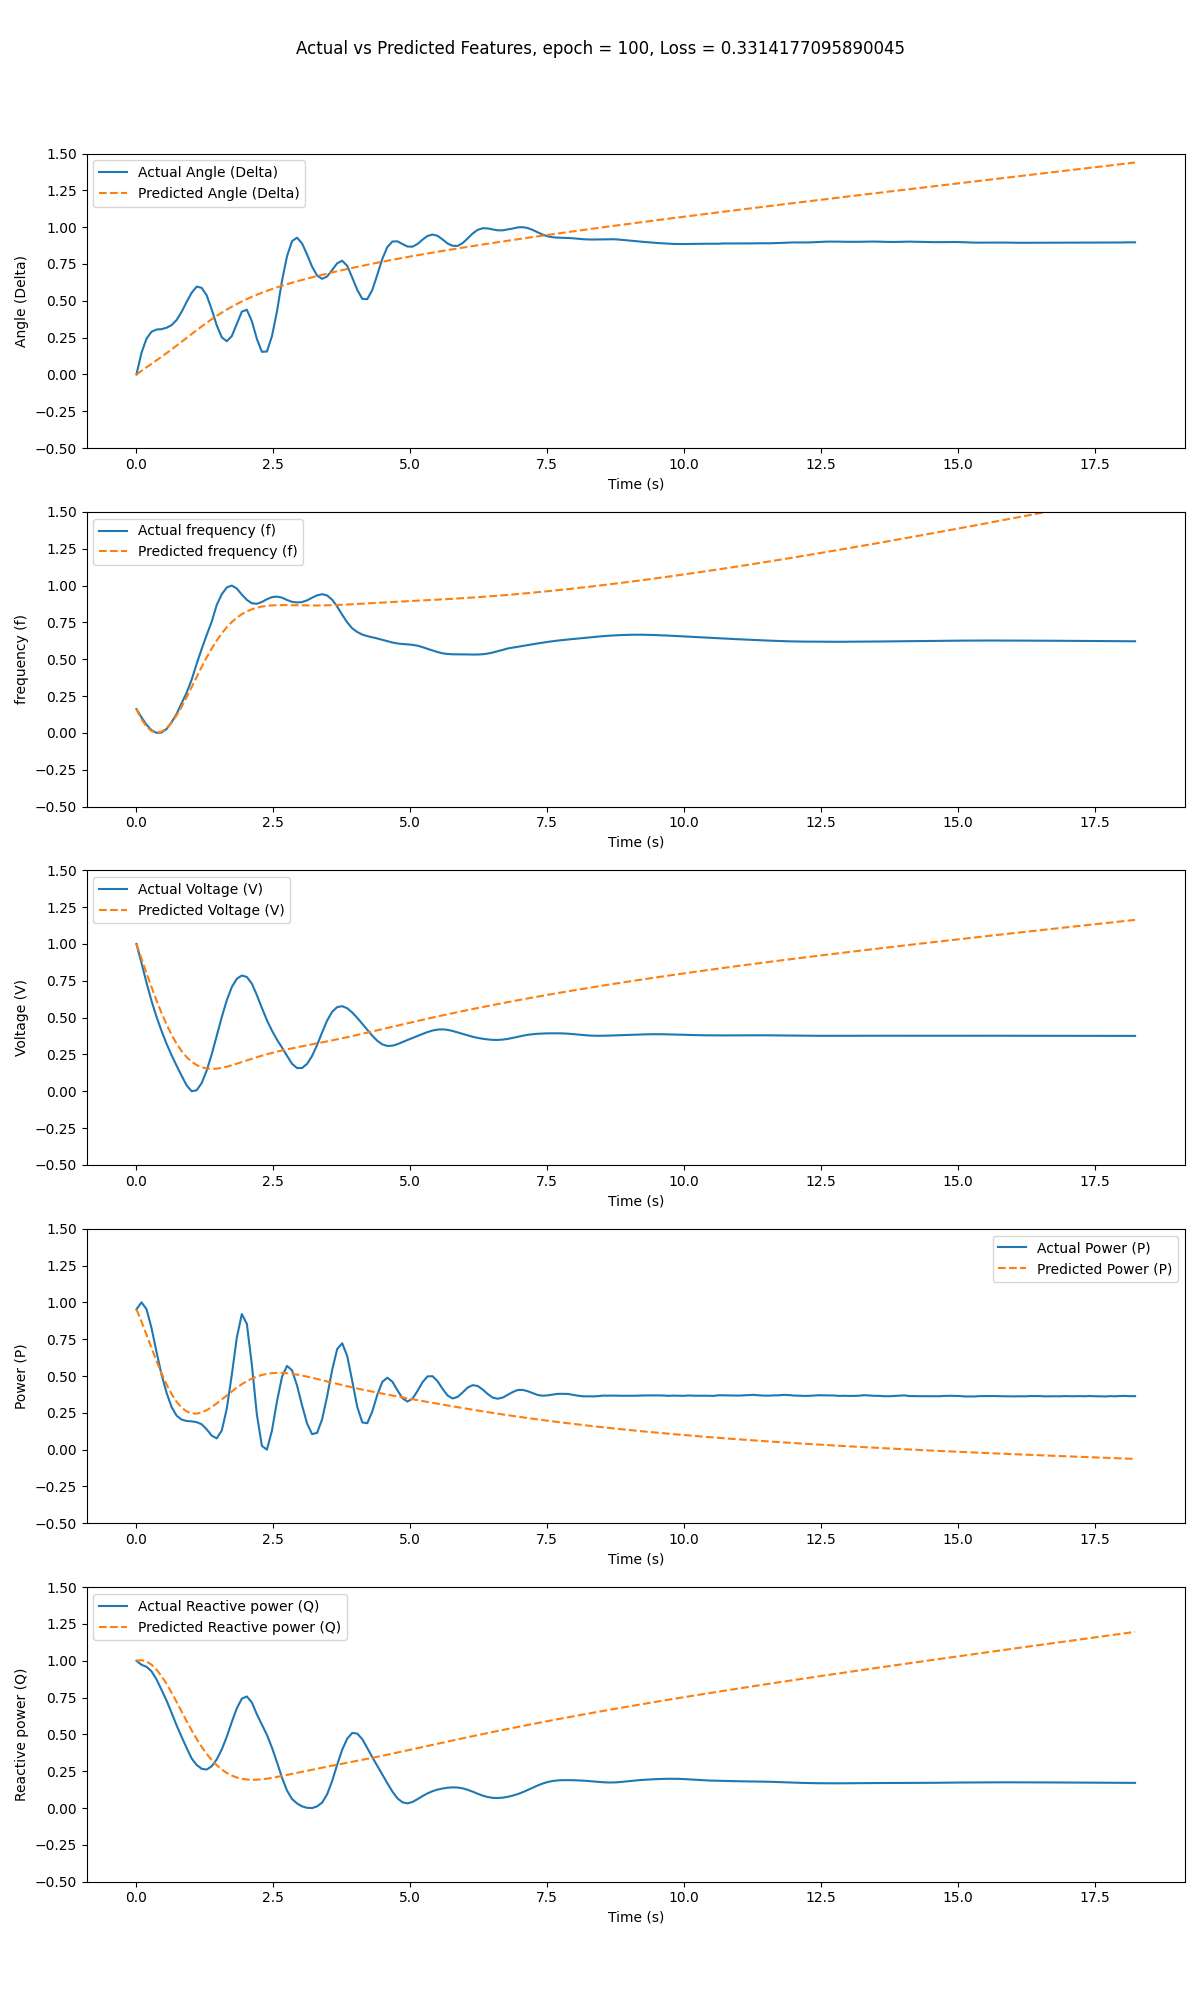 Actual vs Predicted Features, epoch = 100, Loss = 0.3314177095890045
1.50
1.25
1.00
0.75
0.50
0.25
0.00
−0.25
−0.50
Angle (Delta)
Actual Angle (Delta)
Predicted Angle (Delta)
0.0 2.5 5.0 7.5 10.0 12.5 15.0 17.5
Time (s)
1.50
1.25
1.00
0.75
0.50
0.25
0.00
−0.25
−0.50
frequency (f)
Actual frequency (f)
Predicted frequency (f)
0.0 2.5 5.0 7.5 10.0 12.5 15.0 17.5
Time (s)
1.50
1.25
1.00
0.75
0.50
0.25
0.00
−0.25
−0.50
Voltage (V)
Actual Voltage (V)
Predicted Voltage (V)
0.0 2.5 5.0 7.5 10.0 12.5 15.0 17.5
Time (s)
1.50
1.25
1.00
0.75
0.50
0.25
0.00
−0.25
−0.50
Power (P)
Actual Power (P)
Predicted Power (P)
0.0 2.5 5.0 7.5 10.0 12.5 15.0 17.5
Time (s)
1.50
1.25
1.00
0.75
0.50
0.25
0.00
−0.25
−0.50
Reactive power (Q)
Actual Reactive power (Q)
Predicted Reactive power (Q)
0.0 2.5 5.0 7.5 10.0 12.5 15.0 17.5
Time (s)